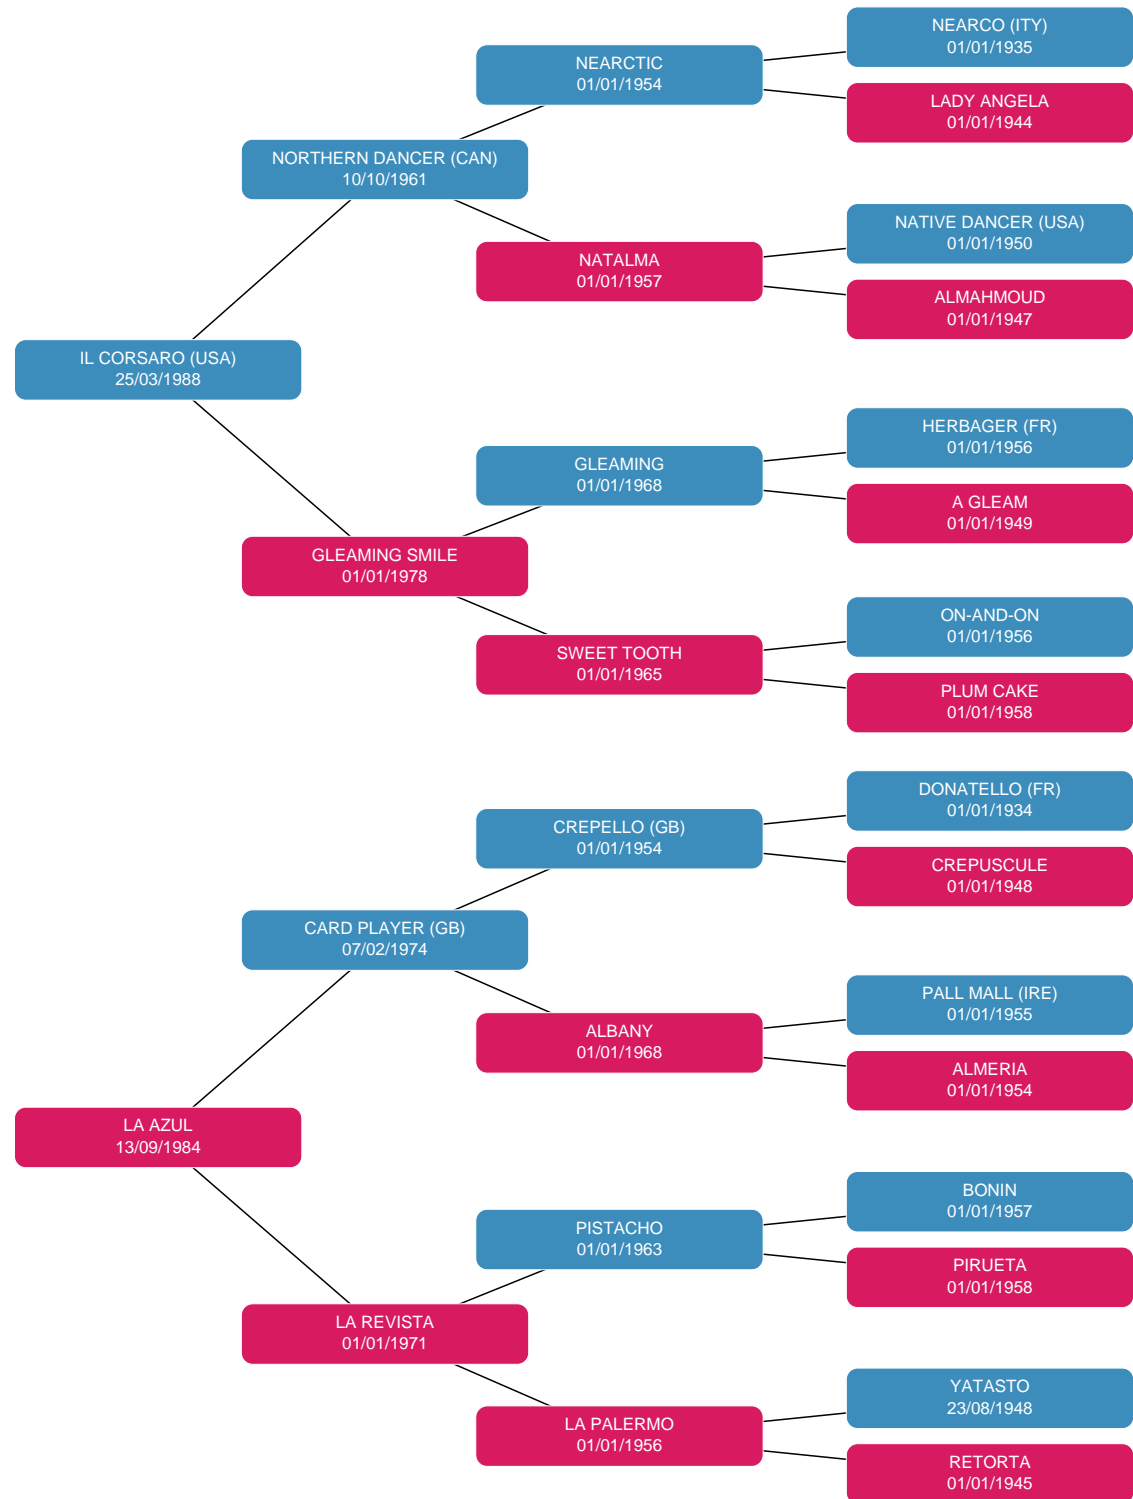 NEARCO (ITY)
01/01/1935
NEARCTIC
01/01/1954
LADY ANGELA
01/01/1944
NORTHERN DANCER (CAN)
10/10/1961
NATIVE DANCER (USA)
01/01/1950
NATALMA
01/01/1957
ALMAHMOUD
01/01/1947
IL CORSARO (USA)
25/03/1988
HERBAGER (FR)
01/01/1956
GLEAMING
01/01/1968
A GLEAM
01/01/1949
GLEAMING SMILE
01/01/1978
ON-AND-ON
01/01/1956
SWEET TOOTH
01/01/1965
PLUM CAKE
01/01/1958
DONATELLO (FR)
01/01/1934
CREPELLO (GB)
01/01/1954
CREPUSCULE
01/01/1948
CARD PLAYER (GB)
07/02/1974
PALL MALL (IRE)
01/01/1955
ALBANY
01/01/1968
ALMERIA
01/01/1954
LA AZUL
13/09/1984
BONIN
01/01/1957
PISTACHO
01/01/1963
PIRUETA
01/01/1958
LA REVISTA
01/01/1971
YATASTO
23/08/1948
LA PALERMO
01/01/1956
RETORTA
01/01/1945